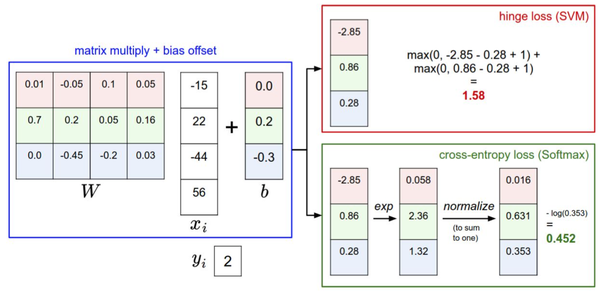 matrix multiply + bias offset
0.01 -0.05 0.1 0.05
0.7 0.2 0.05 0.16
0.0 -0.45 -0.2 0.03
W
-15
22
-44
56
x_i
+
0.0
0.2
-0.3
b
y_i 2
hinge loss (SVM)
-2.85
0.86
0.28
max(0, -2.85 - 0.28 + 1) +
max(0, 0.86 - 0.28 + 1)
=
1.58
cross-entropy loss (Softmax)
-2.85
0.86
0.28
exp
0.058
2.36
1.32
normalize
(to sum
to one)
0.016
0.631
0.353
- log(0.353)
=
0.452